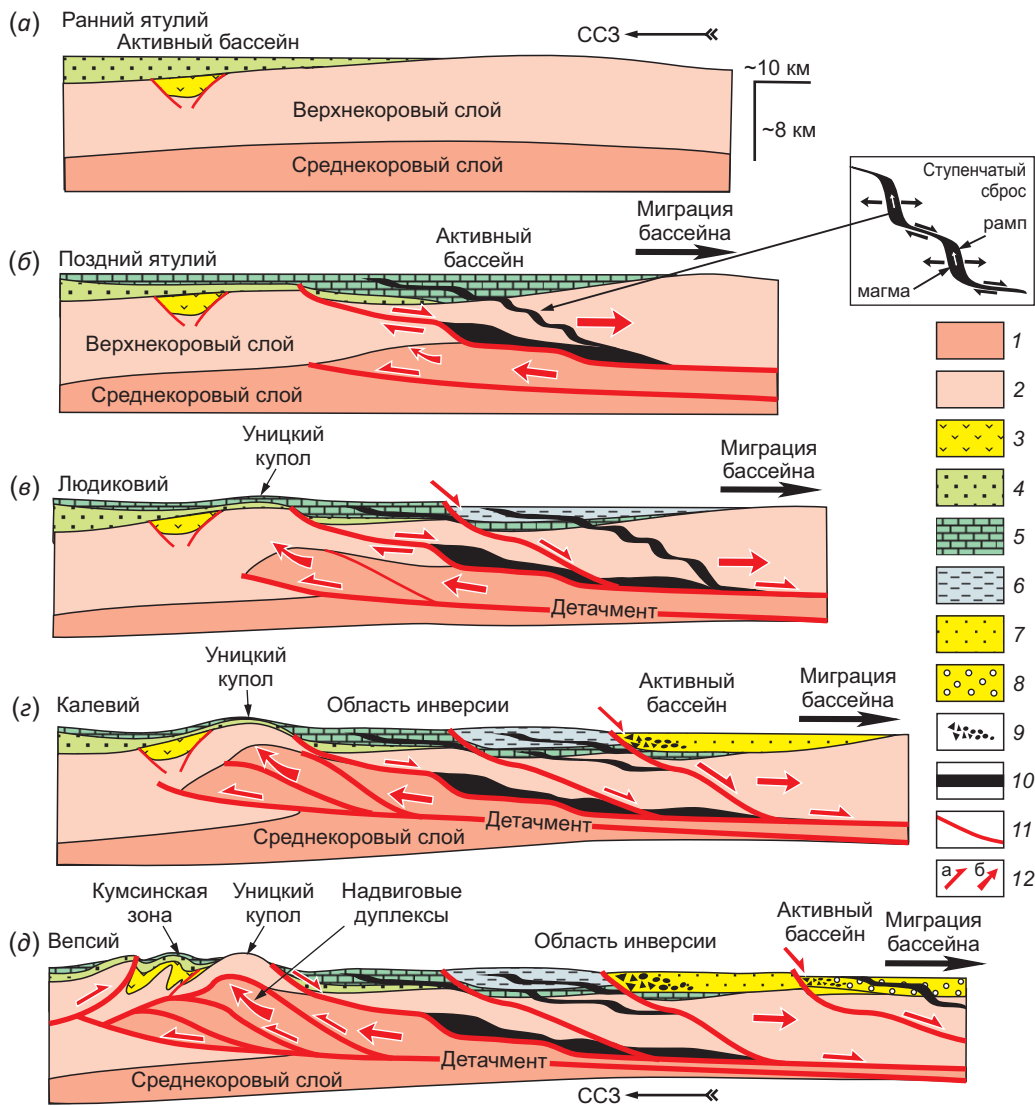 (а)
Ранний ятулий
Активный бассейн
ССЗ
~10 км
~8 км
Верхнекоровый слой
Среднекоровый слой
Ступенчатый
сброс
рамп
магма
(б)
Поздний ятулий
Активный
бассейн
Миграция
бассейна
Верхнекоровый слой
Среднекоровый слой
(в)
Людиковий
Уницкий
купол
Миграция
бассейна
Детачмент
(г)
Калевий
Уницкий
купол
Область инверсии
Активный
бассейн
Миграция
бассейна
Детачмент
Среднекоровый слой
(д)
Вепсий
Кумсинская
зона
Уницкий
купол
Надвиговые
дуплексы
Область инверсии
Активный
бассейн
Миграция
бассейна
Детачмент
Среднекоровый слой
ССЗ
1
2
3
4
5
6
7
8
9
10
11
а б 12